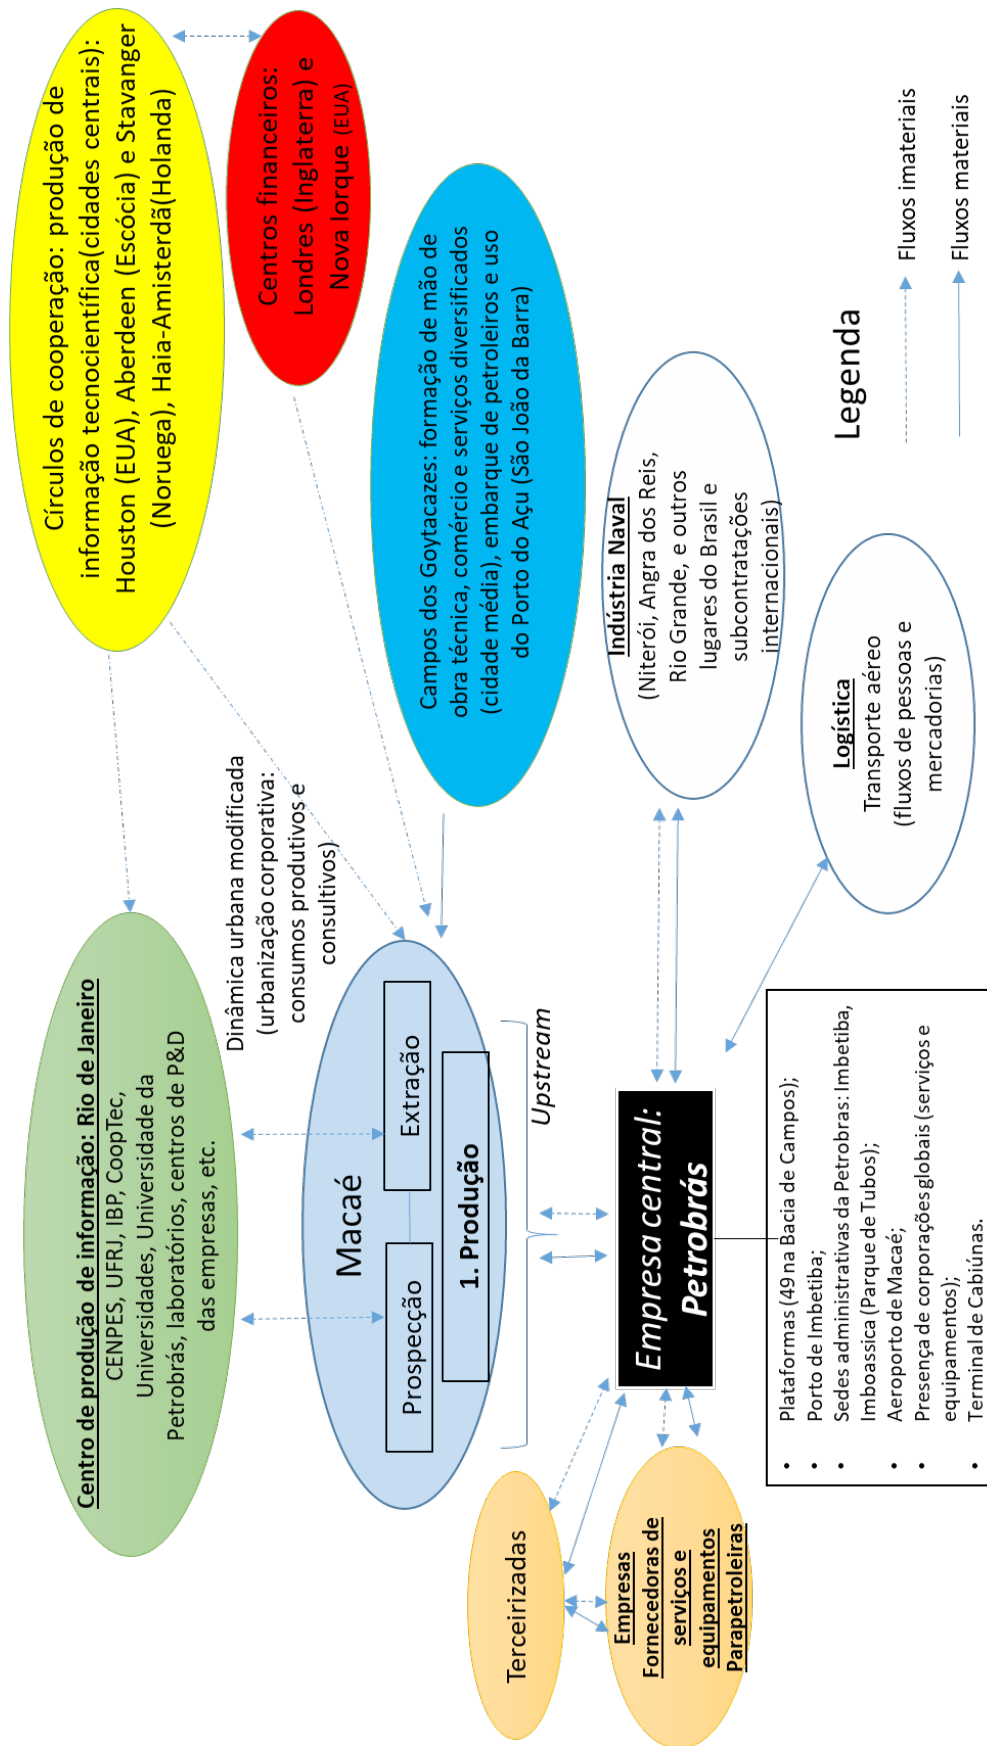 Centro de produção de informação: Rio de Janeiro
CENPES, UFRJ, IBP, CoopTec,
Universidades, Universidade da
Petrobrás, laboratórios, centros de P&D
das empresas, etc.
Círculos de cooperação: produção de
informação tecnocientífica(cidades centrais):
Houston (EUA), Aberdeen (Escócia) e Stavanger
(Noruega), Haia-Amisterdã(Holanda)
Centros financeiros:
Londres (Inglaterra) e
Nova Iorque (EUA)
Dinâmica urbana modificada
(urbanização corporativa:
consumos produtivos e
consultivos)
Macaé
Prospecção
Extração
1. Produção
Upstream
Campos dos Goytacazes: formação de mão de
obra técnica, comércio e serviços diversificados
(cidade média), embarque de petroleiros e uso
do Porto do Açu (São João da Barra)
Terceirizadas
Empresas
Fornecedoras de
serviços e
equipamentos
Parapetroleiras
Empresa central:
Petrobrás
Indústria Naval
(Niterói, Angra dos Reis,
Rio Grande, e outros
lugares do Brasil e
subcontratações
internacionais)
Logística
Transporte aéreo
(fluxos de pessoas e
mercadorias)
• Plataformas (49 na Bacia de Campos);
Porto de Imbetiba;
• Sedes administrativas da Petrobras: Imbetiba,
Imboassica (Parque de Tubos);
• Aeroporto de Macaé;
• Presença de corporaçõesglobais (serviços e
equipamentos);
• Terminal de Cabiúnas.
Legenda
Fluxos imateriais
Fluxos materiais